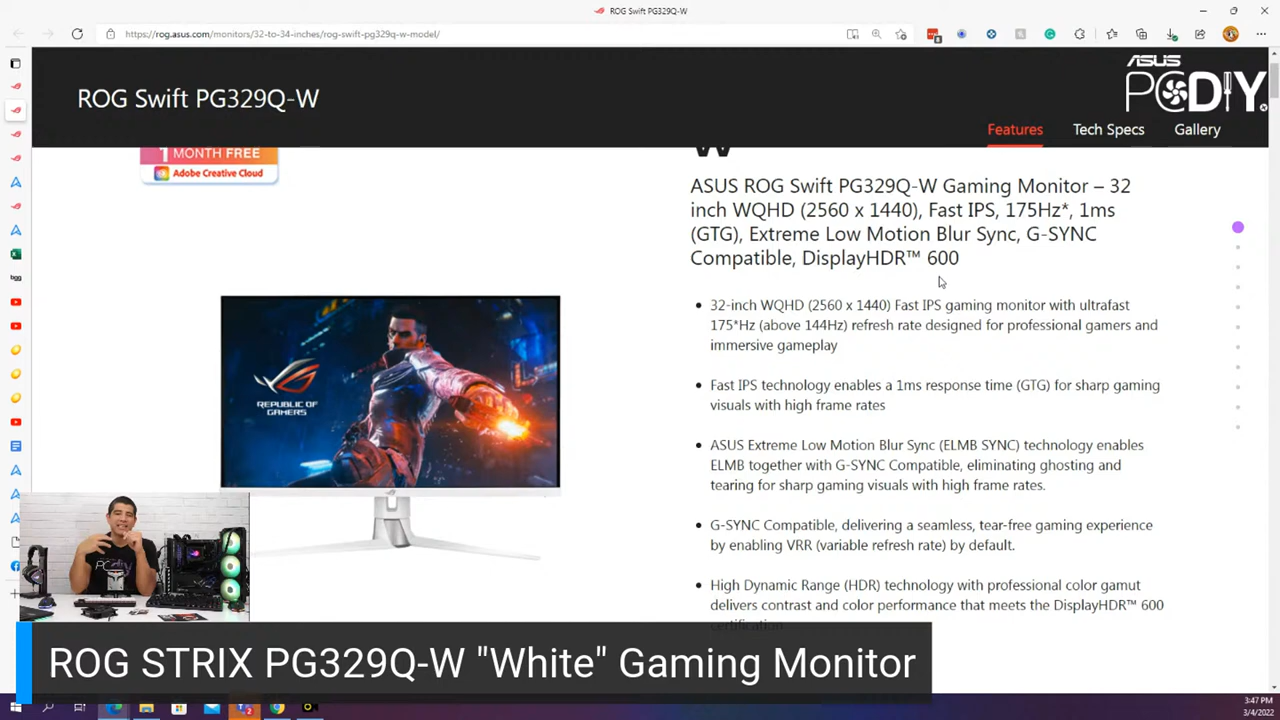 ROG Swift PG329Q-W
https://rog.asus.com/monitors/32-to-34-inches/rog-swift-pg329q-w-model/
ROG Swift PG329Q-W
ASUS
PCDIY
Features
Tech Specs
Gallery
1 MONTH FREE
Adobe Creative Cloud
W
ASUS ROG Swift PG329Q-W Gaming Monitor – 32
inch WQHD (2560 x 1440), Fast IPS, 175Hz*, 1ms
(GTG), Extreme Low Motion Blur Sync, G-SYNC
Compatible, DisplayHDR™ 600
• 32-inch WQHD (2560 x 1440) Fast IPS gaming monitor with ultrafast
175*Hz (above 144Hz) refresh rate designed for professional gamers and
immersive gameplay
• Fast IPS technology enables a 1ms response time (GTG) for sharp gaming
visuals with high frame rates
• ASUS Extreme Low Motion Blur Sync (ELMB SYNC) technology enables
ELMB together with G-SYNC Compatible, eliminating ghosting and
tearing for sharp gaming visuals with high frame rates.
• G-SYNC Compatible, delivering a seamless, tear-free gaming experience
by enabling VRR (variable refresh rate) by default.
• High Dynamic Range (HDR) technology with professional color gamut
delivers contrast and color performance that meets the DisplayHDR™ 600
certification
REPUBLIC OF
GAMERS
PCDIY
bgg
ROG STRIX PG329Q-W "White" Gaming Monitor
3:47 PM
3/4/2022